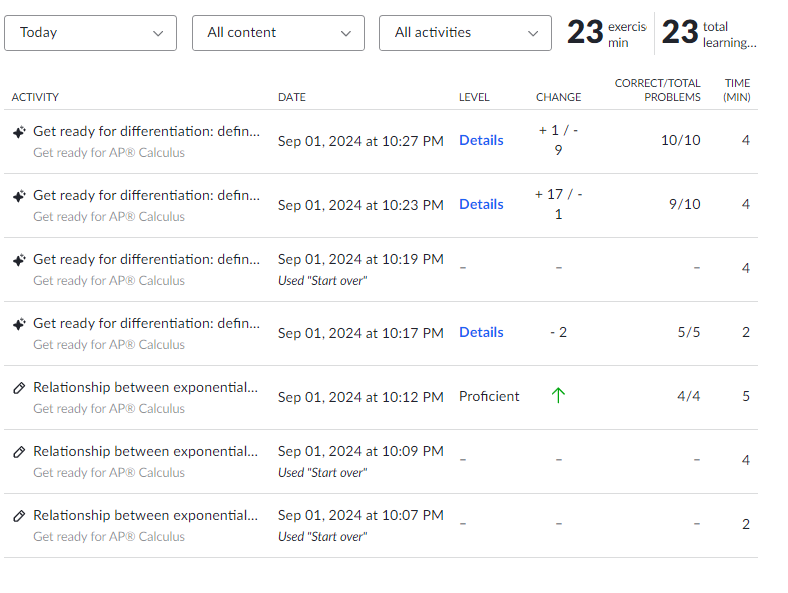 Today
All content
All activities
23 exercis min
23 total learning...
ACTIVITY DATE LEVEL CHANGE CORRECT/TOTAL PROBLEMS TIME (MIN)
Get ready for differentiation: defin... Sep 01, 2024 at 10:27 PM Details + 1 / - 9 10/10 4
Get ready for AP® Calculus
Get ready for differentiation: defin... Sep 01, 2024 at 10:23 PM Details + 17 / - 1 9/10 4
Get ready for AP® Calculus
Get ready for differentiation: defin... Sep 01, 2024 at 10:19 PM – – – 4
Get ready for AP® Calculus Used "Start over"
Get ready for differentiation: defin... Sep 01, 2024 at 10:17 PM Details - 2 5/5 2
Get ready for AP® Calculus
Relationship between exponential... Sep 01, 2024 at 10:12 PM Proficient 4/4 5
Get ready for AP® Calculus
Relationship between exponential... Sep 01, 2024 at 10:09 PM – – – 4
Get ready for AP® Calculus Used "Start over"
Relationship between exponential... Sep 01, 2024 at 10:07 PM – – – 2
Get ready for AP® Calculus Used "Start over"